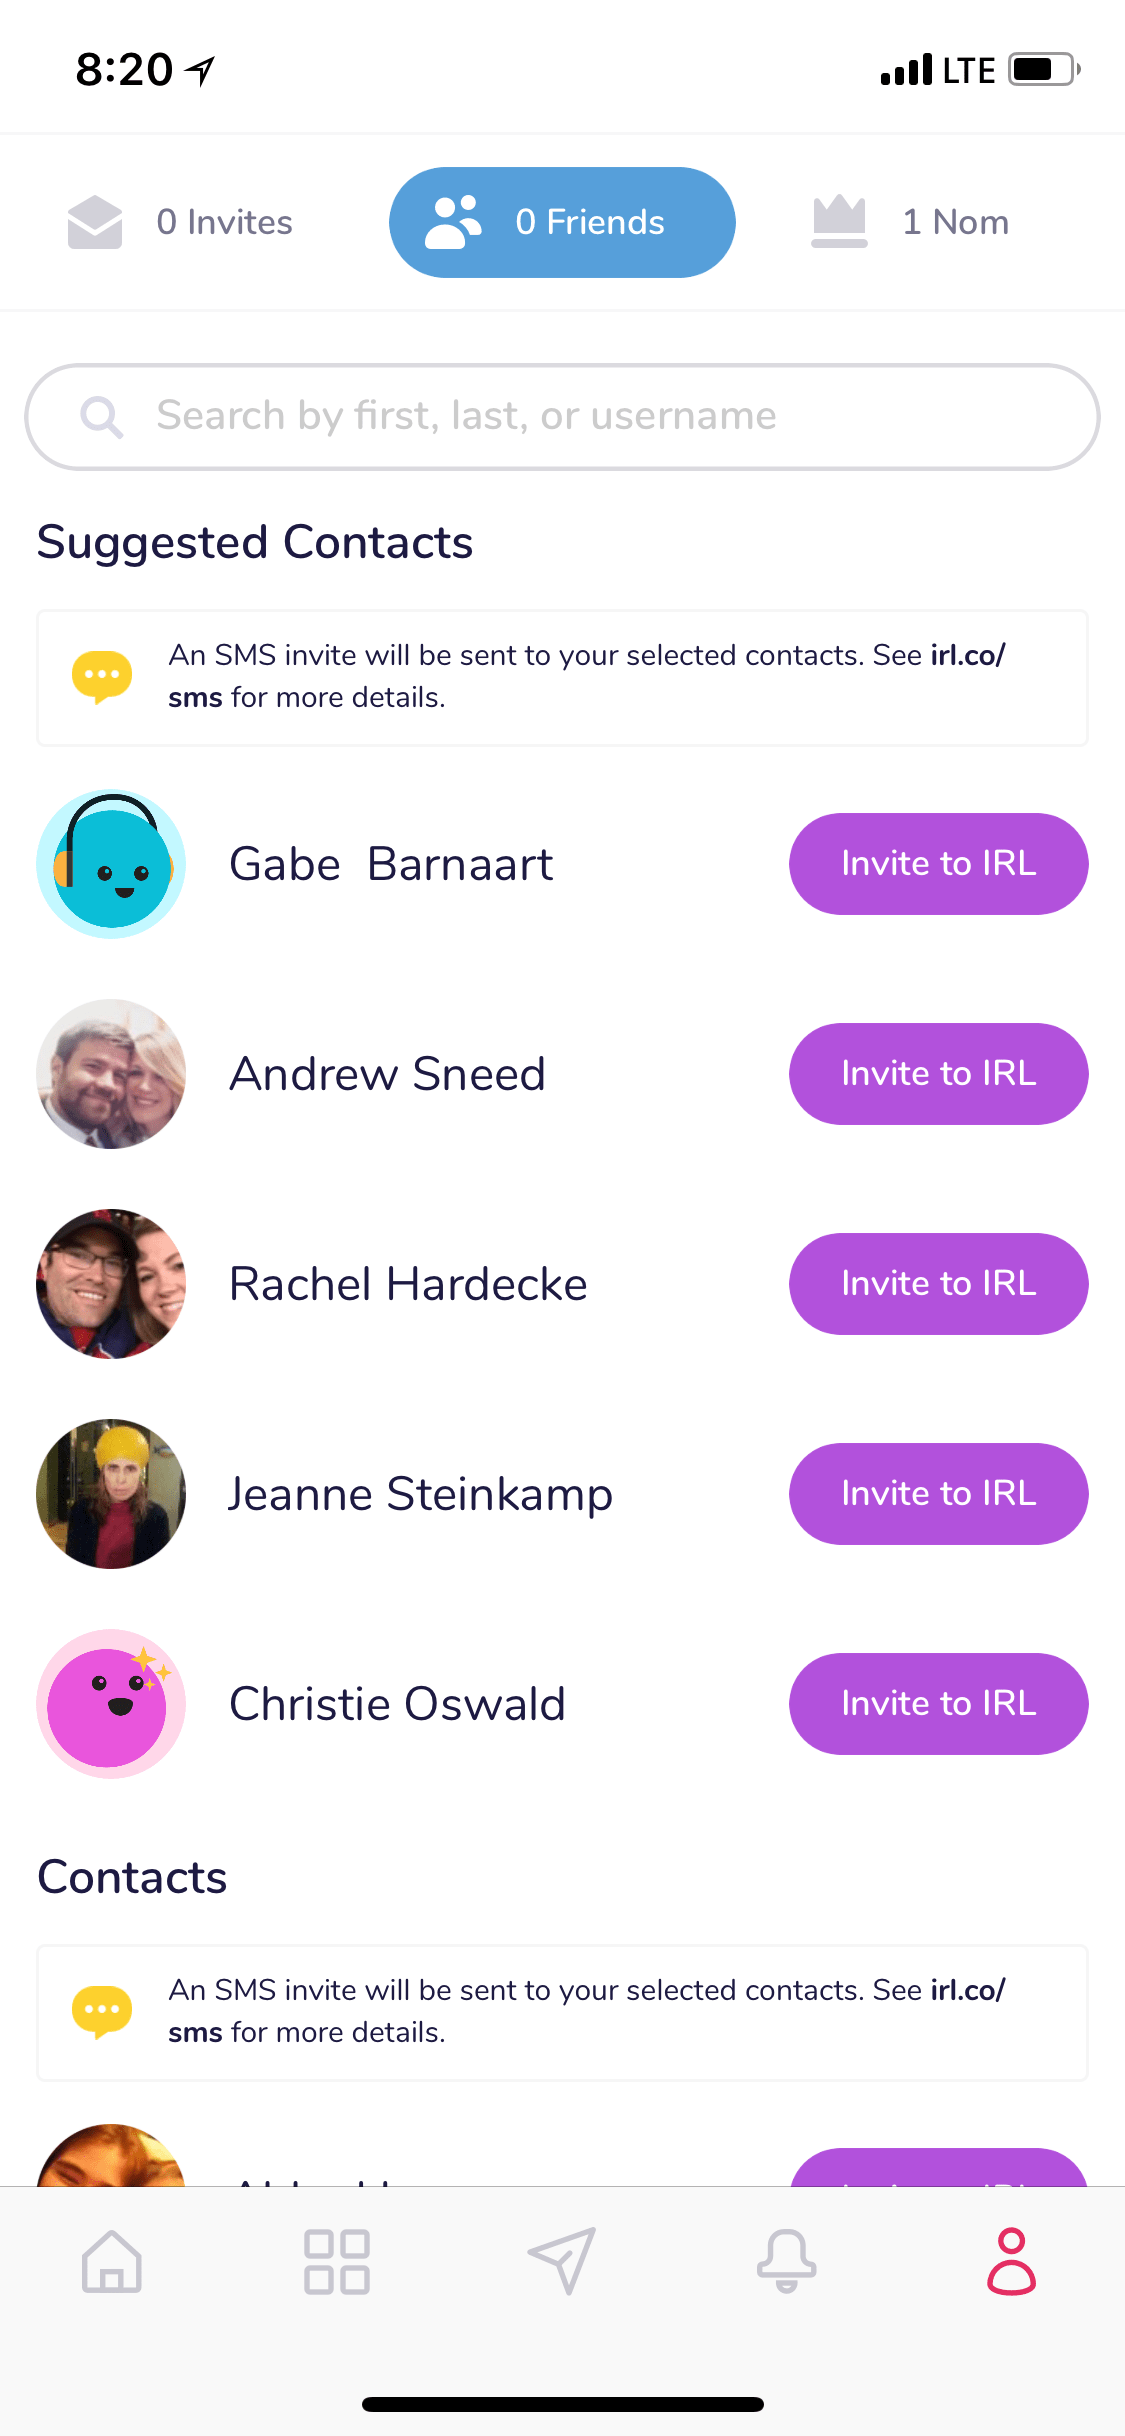 8:20 LTE
0 Invites 0 Friends 1 Nom
Search by first, last, or username
Suggested Contacts
An SMS invite will be sent to your selected contacts. See irl.co/
sms for more details.
Gabe  Barnaart Invite to IRL
Andrew Sneed Invite to IRL
Rachel Hardecke Invite to IRL
Jeanne Steinkamp Invite to IRL
Christie Oswald Invite to IRL
Contacts
An SMS invite will be sent to your selected contacts. See irl.co/
sms for more details.